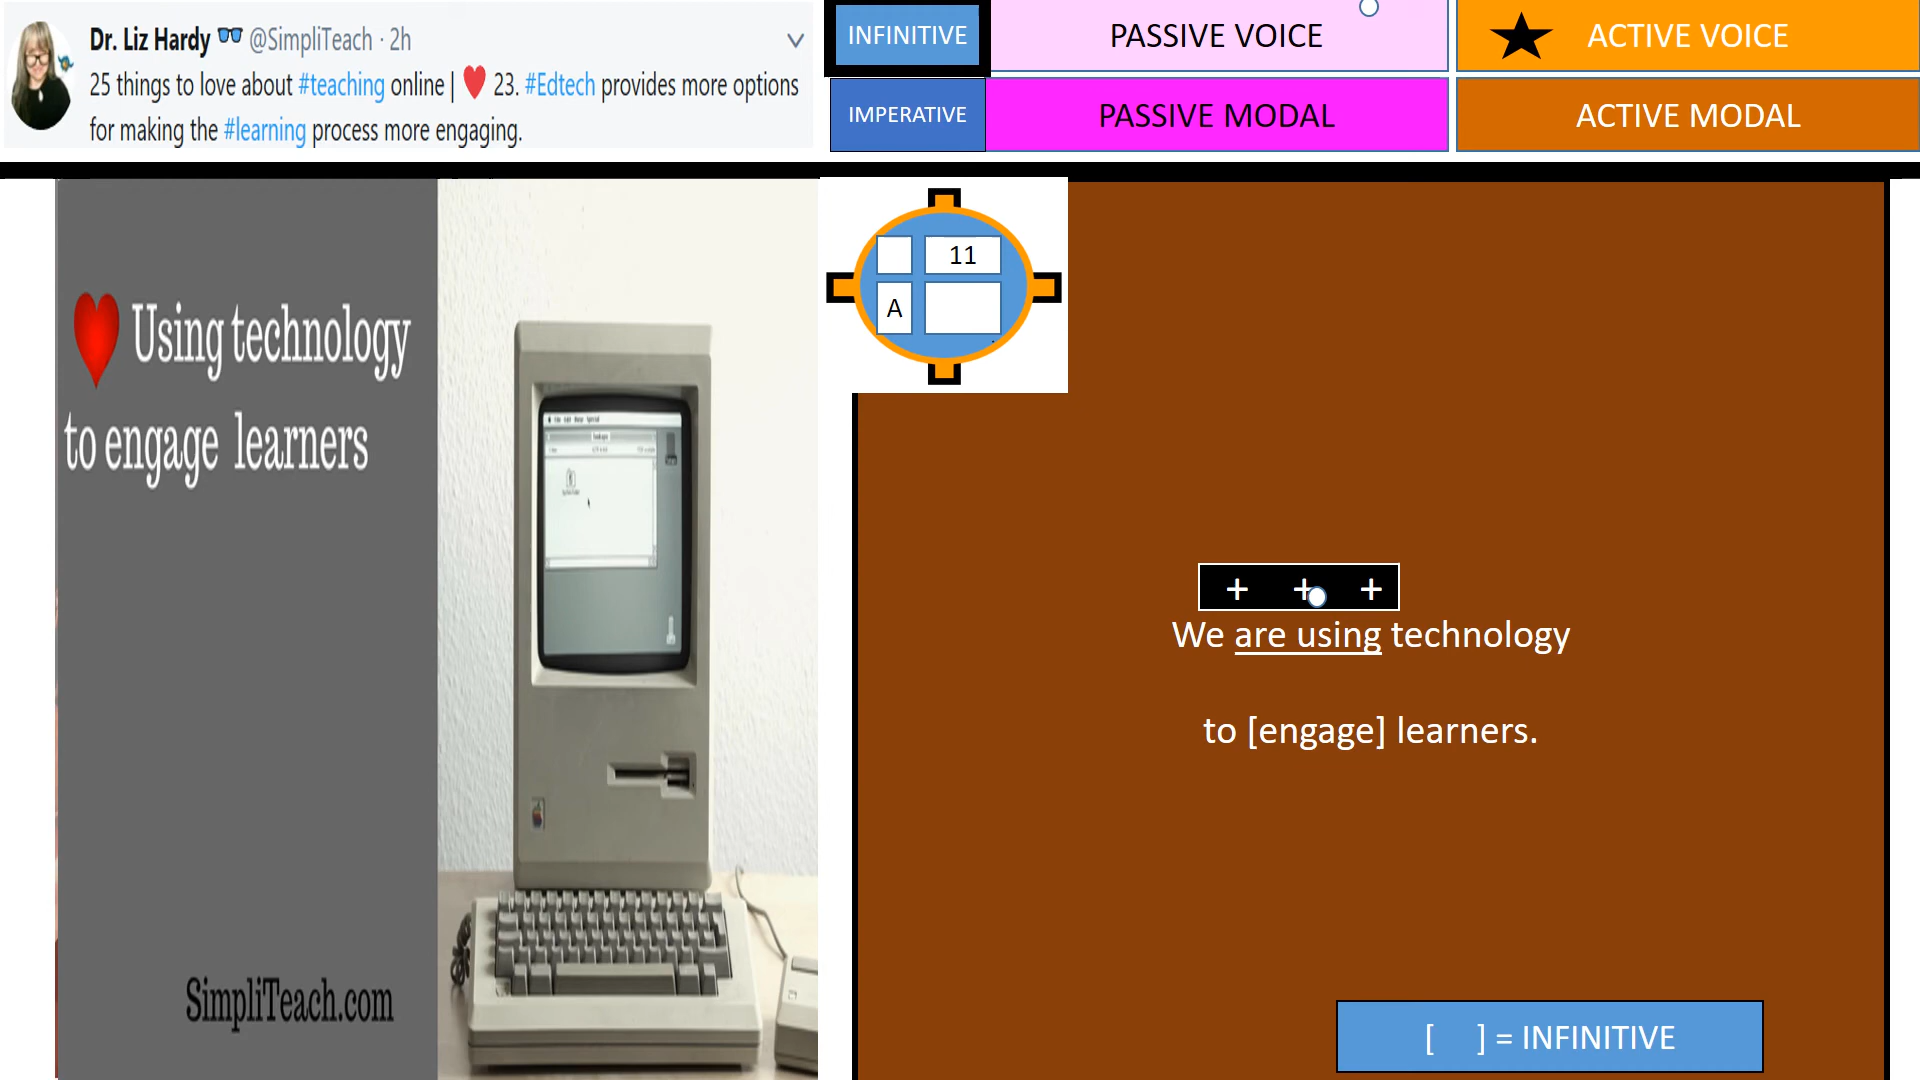 Dr. Liz Hardy 👓 @SimpliTeach · 2h
25 things to love about #teaching online | ❤ 23. #Edtech provides more options
for making the #learning process more engaging.
INFINITIVE
PASSIVE VOICE
★ ACTIVE VOICE
IMPERATIVE
PASSIVE MODAL
ACTIVE MODAL
❤ Using technology
to engage learners
SimpliTeach.com
11
A
+ + +
We are using technology
to [engage] learners.
[ ] = INFINITIVE